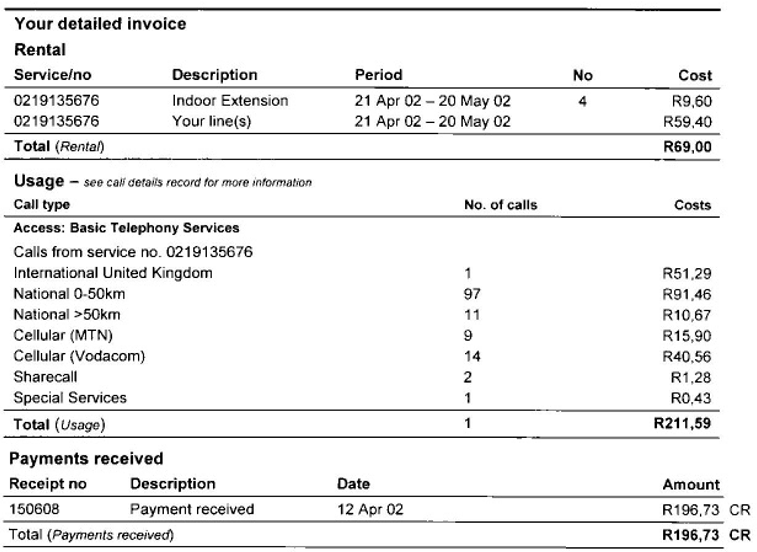 Your detailed invoice
Rental
Service/no Description Period No Cost
0219135676 Indoor Extension 21 Apr 02 – 20 May 02 4 R9,60
0219135676 Your line(s) 21 Apr 02 – 20 May 02 R59,40
Total (Rental) R69,00
Usage – see call details record for more information
Call type No. of calls Costs
Access: Basic Telephony Services
Calls from service no. 0219135676
International United Kingdom 1 R51,29
National 0-50km 97 R91,46
National >50km 11 R10,67
Cellular (MTN) 9 R15,90
Cellular (Vodacom) 14 R40,56
Sharecall 2 R1,28
Special Services 1 R0,43
Total (Usage) 1 R211,59
Payments received
Receipt no Description Date Amount
150608 Payment received 12 Apr 02 R196,73 CR
Total (Payments received) R196,73 CR